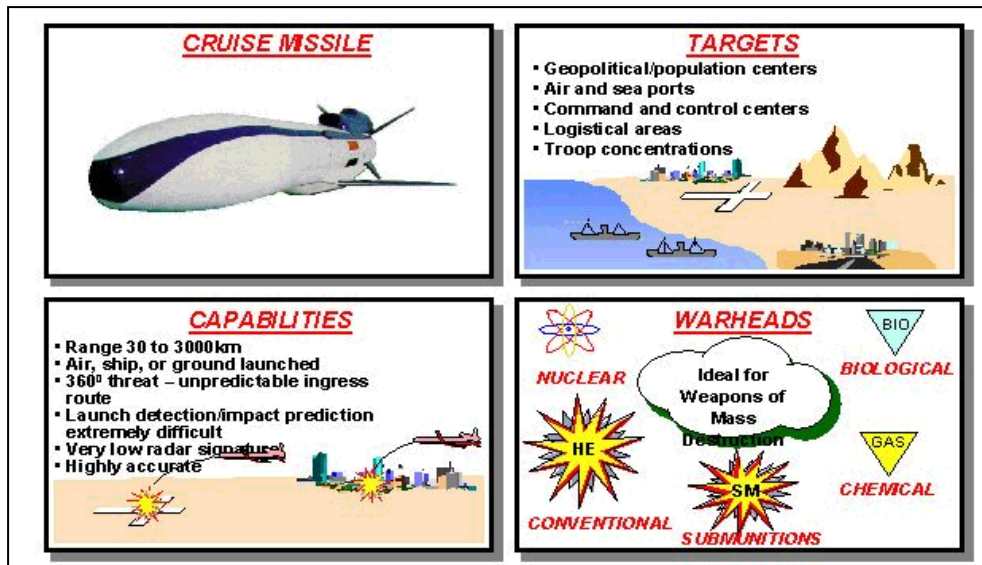 CRUISE MISSILE
TARGETS
▪ Geopolitical/population centers
▪ Air and sea ports
▪ Command and control centers
▪ Logistical areas
▪ Troop concentrations
CAPABILITIES
▪ Range 30 to 3000km
▪ Air, ship, or ground launched
▪ 360⁰ threat – unpredictable ingress
route
▪ Launch detection/impact prediction
extremely difficult
▪ Very low radar signature
▪ Highly accurate
WARHEADS
NUCLEAR
Ideal for
Weapons of
Mass
Destruction
BIO
BIOLOGICAL
HE
CONVENTIONAL
SM
SUBMUNITIONS
GAS
CHEMICAL